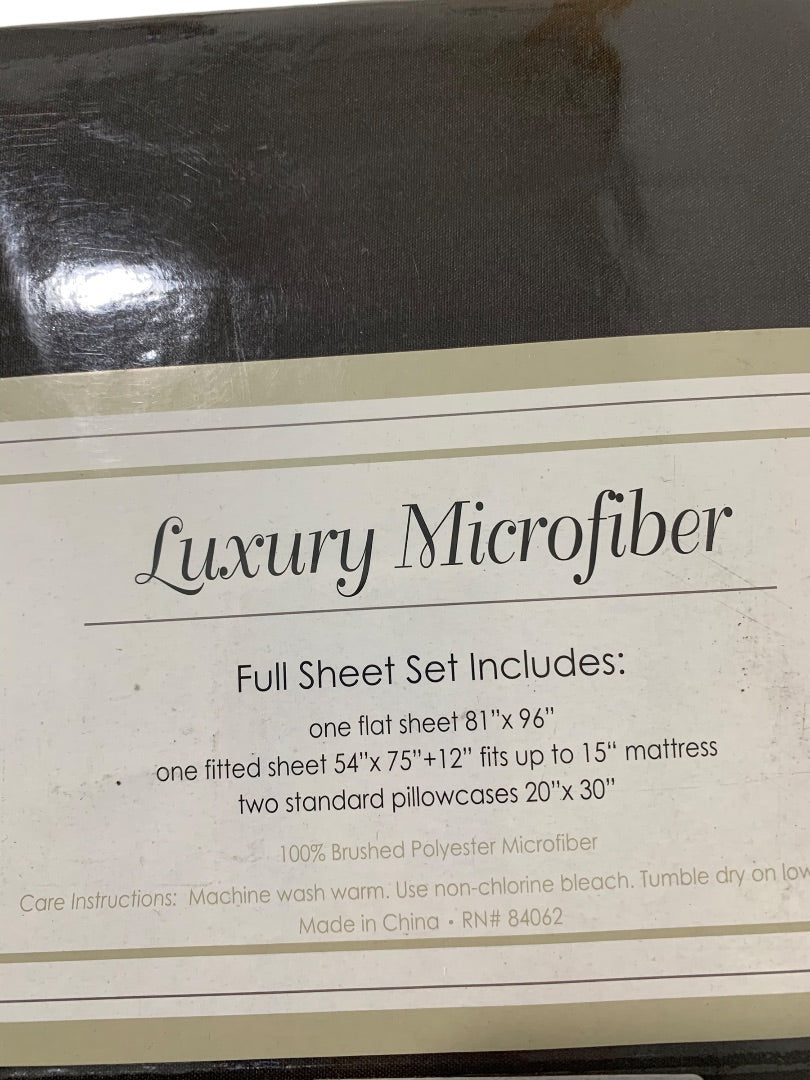 Luxury Microfiber
Full Sheet Set Includes:
one flat sheet 81"x 96"
one fitted sheet 54"x 75"+12" fits up to 15" mattress
two standard pillowcases 20"x 30"
100% Brushed Polyester Microfiber
Care Instructions: Machine wash warm. Use non-chlorine bleach. Tumble dry on low
Made in China • RN# 84062